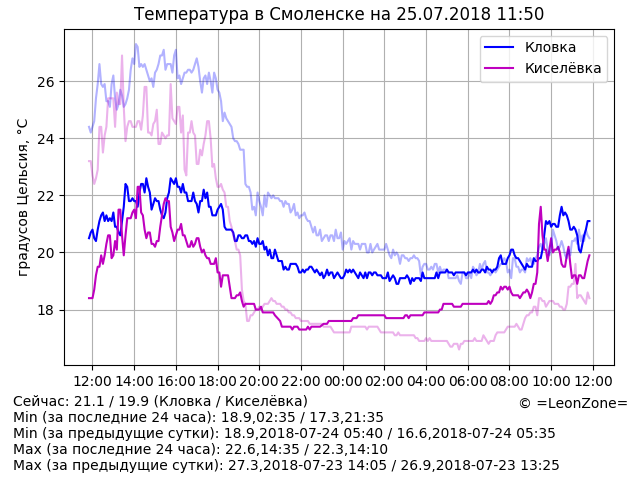 Температура в Смоленске на 25.07.2018 11:50
градусов Цельсия, °C
26
24
22
20
18
Кловка
Киселёвка
12:00 14:00 16:00 18:00 20:00 22:00 00:00 02:00 04:00 06:00 08:00 10:00 12:00
Сейчас: 21.1 / 19.9 (Кловка / Киселёвка)
© =LeonZone=
Min (за последние 24 часа): 18.9,02:35 / 17.3,21:35
Min (за предыдущие сутки): 18.9,2018-07-24 05:40 / 16.6,2018-07-24 05:35
Max (за последние 24 часа): 22.6,14:35 / 22.3,14:10
Max (за предыдущие сутки): 27.3,2018-07-23 14:05 / 26.9,2018-07-23 13:25